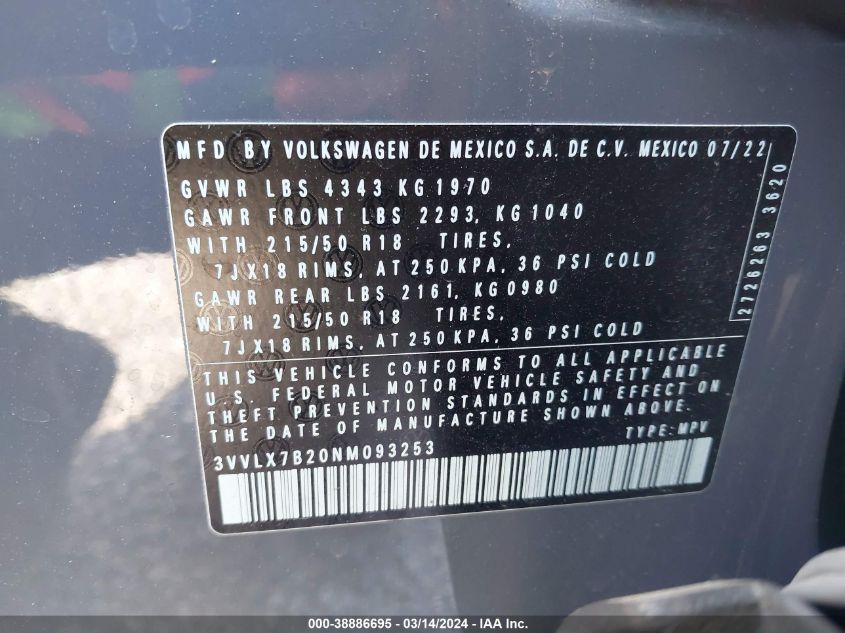 MFD BY VOLKSWAGEN DE MEXICO S.A. DE C.V. MEXICO 07/22
GVWR LBS 4343 KG 1970
GAWR FRONT LBS 2293, KG 1040
WITH 215/50 R18 TIRES,
7JX18 RIMS, AT 250 KPA, 36 PSI COLD
GAWR REAR LBS 2161, KG 0980
WITH 215/50 R18 TIRES,
7JX18 RIMS, AT 250 KPA, 36 PSI COLD
2726263 3620
THIS VEHICLE CONFORMS TO ALL APPLICABLE
U.S. FEDERAL MOTOR VEHICLE SAFETY AND
THEFT PREVENTION STANDARDS IN EFFECT ON
THE DATE OF MANUFACTURE SHOWN ABOVE.
3VVLX7B20NM093253 TYPE: MPV
000-38886695 - 03/14/2024 - IAA Inc.